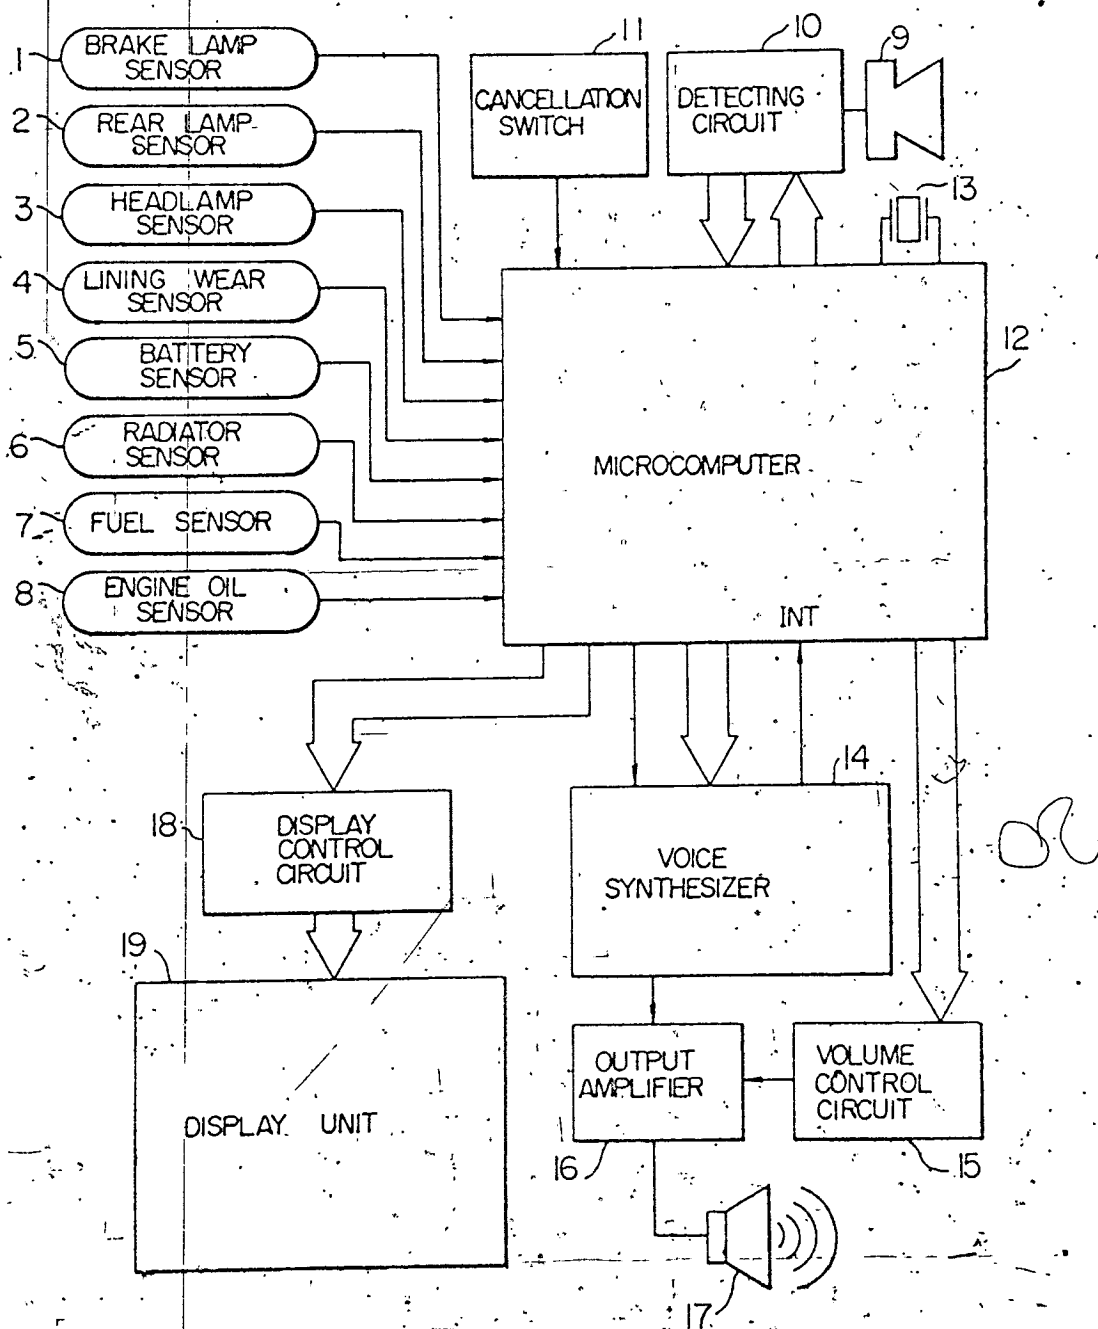 1
BRAKE LAMP
SENSOR
2
REAR LAMP
SENSOR
3
HEADLAMP
SENSOR
4
LINING WEAR
SENSOR
5
BATTERY
SENSOR
6
RADIATOR
SENSOR
7
FUEL SENSOR
8
ENGINE OIL
SENSOR
11
CANCELLATION
SWITCH
10
DETECTING
CIRCUIT
9
13
12
MICROCOMPUTER
INT
18
DISPLAY
CONTROL
CIRCUIT
14
VOICE
SYNTHESIZER
19
DISPLAY UNIT
OUTPUT
AMPLIFIER
16
VOLUME
CONTROL
CIRCUIT
15
17